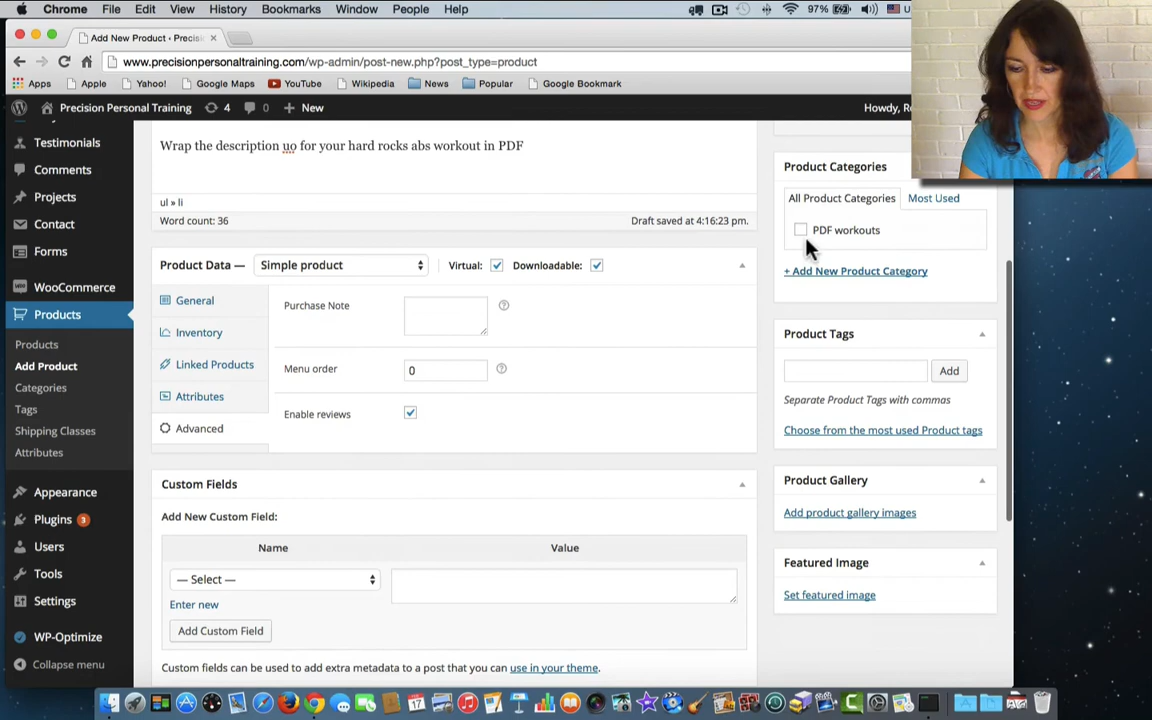 Chrome File Edit View History Bookmarks Window People Help 97% U
Add New Product ‹ Precisi
www.precisionpersonaltraining.com/wp-admin/post-new.php?post_type=product
Apps Apple Yahoo! Google Maps YouTube Wikipedia News Popular Google Bookmark
Precision Personal Training 4 0 New Howdy, R
Testimonials
Comments
Projects
Contact
Forms
WooCommerce
Products
Products
Add Product
Categories
Tags
Shipping Classes
Attributes
Appearance
Plugins 3
Users
Tools
Settings
WP-Optimize
Collapse menu
Wrap the description uo for your hard rocks abs workout in PDF
ul » li
Word count: 36 Draft saved at 4:16:23 pm.
Product Data — Simple product Virtual: Downloadable:
General
Inventory
Linked Products
Attributes
Advanced
Purchase Note
Menu order 0
Enable reviews
Custom Fields
Add New Custom Field:
Name Value
— Select —
Enter new
Add Custom Field
Custom fields can be used to add extra metadata to a post that you can use in your theme.
Product Categories
All Product Categories Most Used
PDF workouts
+ Add New Product Category
Product Tags
Add
Separate Product Tags with commas
Choose from the most used Product tags
Product Gallery
Add product gallery images
Featured Image
Set featured image
17